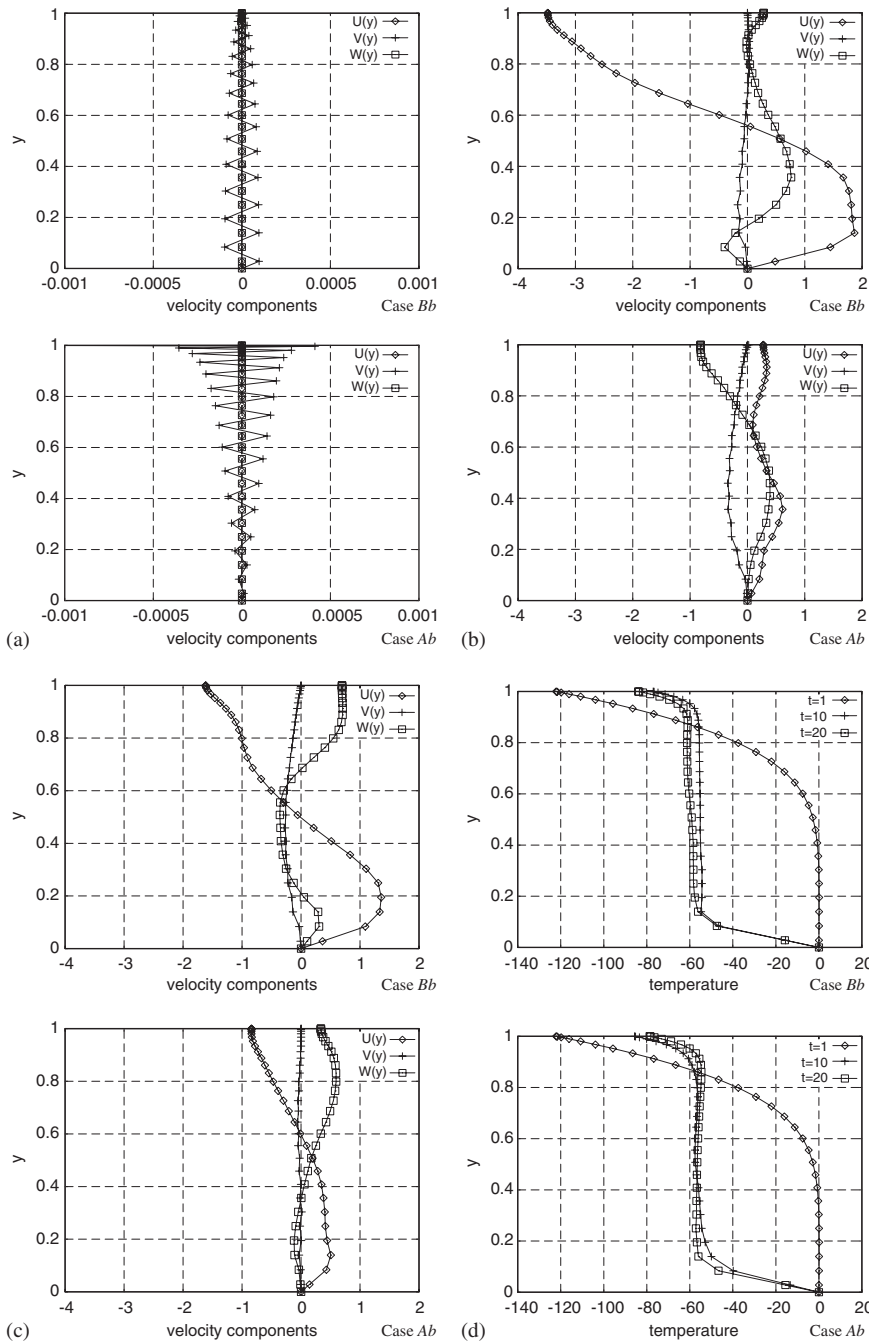 U(y)
V(y)
W(y)
1
0.8
0.6
0.4
0.2
0
y
-0.001 -0.0005 0 0.0005 0.001
velocity components Case Bb
U(y)
V(y)
W(y)
1
0.8
0.6
0.4
0.2
0
y
-4 -3 -2 -1 0 1 2
velocity components Case Bb
U(y)
V(y)
W(y)
1
0.8
0.6
0.4
0.2
0
y
-0.001 -0.0005 0 0.0005 0.001
(a) velocity components Case Ab
U(y)
V(y)
W(y)
1
0.8
0.6
0.4
0.2
0
y
-4 -3 -2 -1 0 1 2
(b) velocity components Case Ab
U(y)
V(y)
W(y)
1
0.8
0.6
0.4
0.2
0
y
-4 -3 -2 -1 0 1 2
velocity components Case Bb
t=1
t=10
t=20
1
0.8
0.6
0.4
0.2
0
y
-140 -120 -100 -80 -60 -40 -20 0 20
temperature Case Bb
U(y)
V(y)
W(y)
1
0.8
0.6
0.4
0.2
0
y
-4 -3 -2 -1 0 1 2
(c) velocity components Case Ab
t=1
t=10
t=20
1
0.8
0.6
0.4
0.2
0
y
-140 -120 -100 -80 -60 -40 -20 0 20
(d) temperature Case Ab